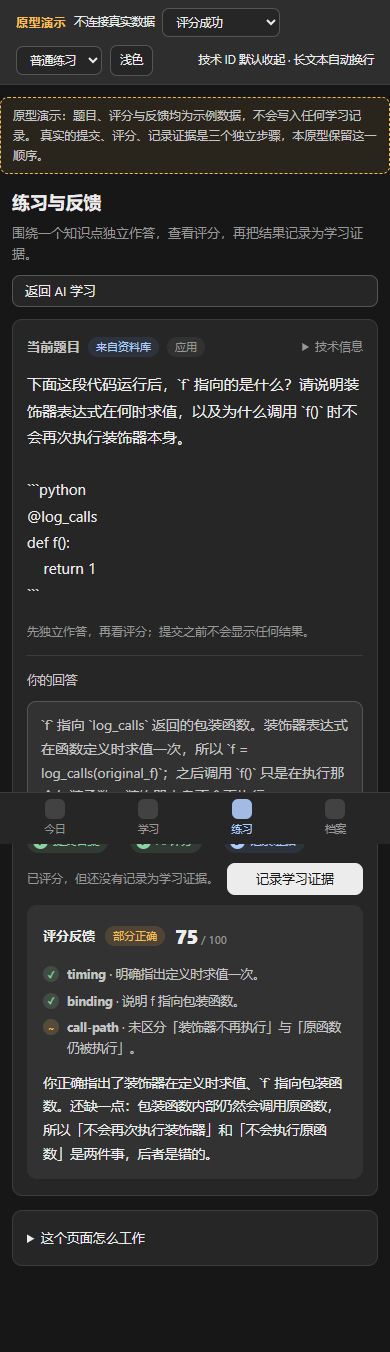 原型演示 不连接真实数据 评分成功
普通练习 浅色 技术 ID 默认收起 · 长文本自动换行
原型演示：题目、评分与反馈均为示例数据，不会写入任何学习记
录。 真实的提交、评分、记录证据是三个独立步骤，本原型保留这一
顺序。
练习与反馈
围绕一个知识点独立作答，查看评分，再把结果记录为学习证
据。
返回 AI 学习
当前题目 来自资料库 应用 ▶ 技术信息
下面这段代码运行后，`f` 指向的是什么？请说明装
饰器表达式在何时求值，以及为什么调用 `f()` 时不
会再次执行装饰器本身。
```python
@log_calls
def f():
    return 1
```
先独立作答，再看评分；提交之前不会显示任何结果。
你的回答
`f` 指向 `log_calls` 返回的包装函数。装饰器表达式
在函数定义时求值一次，所以 `f =
log_calls(original_f)`；之后调用 `f()` 只是在执行那
今日 学习 练习 档案
已评分，但还没有记录为学习证据。 记录学习证据
评分反馈 部分正确 75 / 100
✓ timing · 明确指出定义时求值一次。
✓ binding · 说明 f 指向包装函数。
~ call-path · 未区分「装饰器不再执行」与「原函数
仍被执行」。
你正确指出了装饰器在定义时求值、`f` 指向包装函
数。还缺一点：包装函数内部仍然会调用原函数，
所以「不会再次执行装饰器」和「不会执行原函
数」是两件事，后者是错的。
▶ 这个页面怎么工作